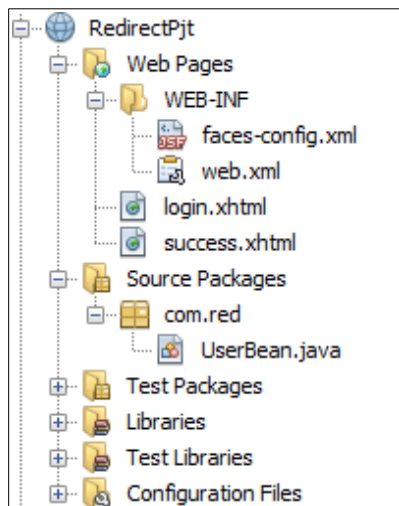 RedirectPjt
Web Pages
WEB-INF
JSF faces-config.xml
web.xml
login.xhtml
success.xhtml
Source Packages
com.red
UserBean.java
Test Packages
Libraries
Test Libraries
Configuration Files